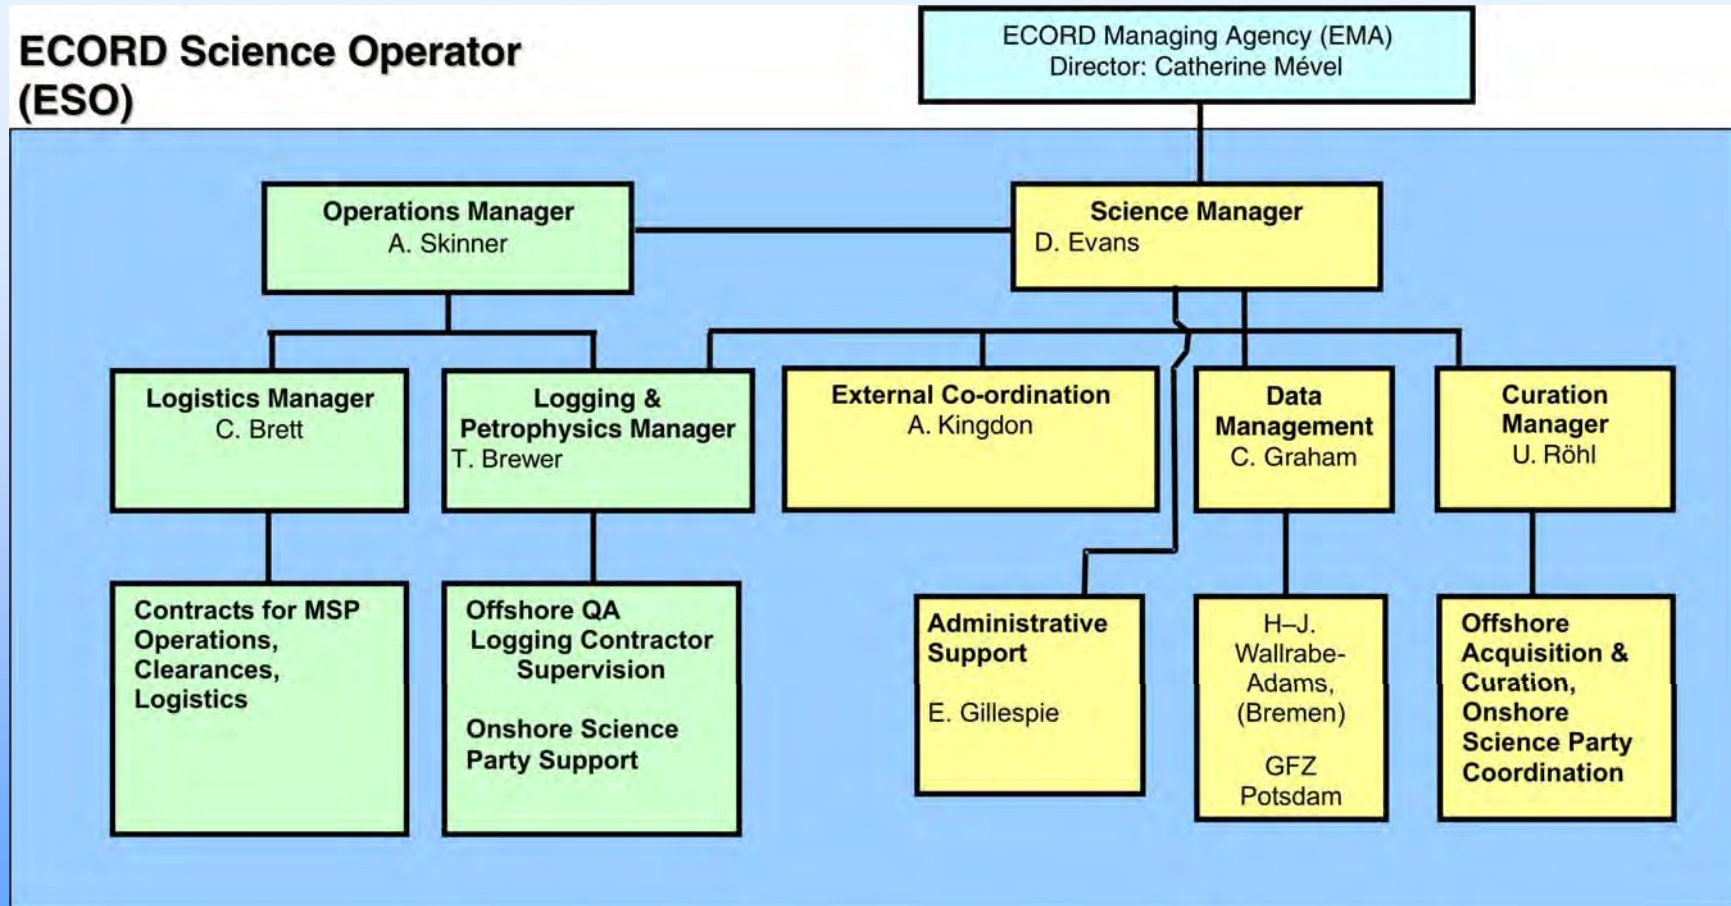 ECORD Science Operator
(ESO)
ECORD Managing Agency (EMA)
Director: Catherine Mével
Operations Manager
A. Skinner
Science Manager
D. Evans
Logistics Manager
C. Brett
Logging &
Petrophysics Manager
T. Brewer
External Co-ordination
A. Kingdon
Data
Management
C. Graham
Curation
Manager
U. Röhl
Contracts for MSP
Operations,
Clearances,
Logistics
Offshore QA
Logging Contractor
Supervision
Onshore Science
Party Support
Administrative
Support
E. Gillespie
H–J.
Wallrabe-
Adams,
(Bremen)
GFZ
Potsdam
Offshore
Acquisition &
Curation,
Onshore
Science Party
Coordination